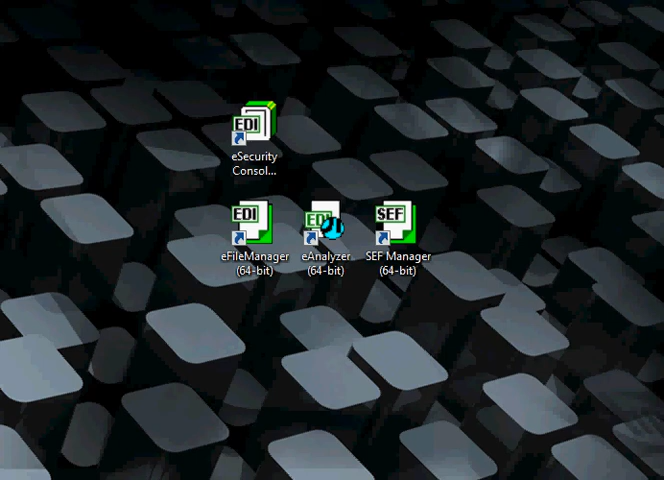 EDI
eSecurity
Consol...
EDI
eFileManager
(64-bit)
EDI
eAnalyzer
(64-bit)
SEF
SEF Manager
(64-bit)